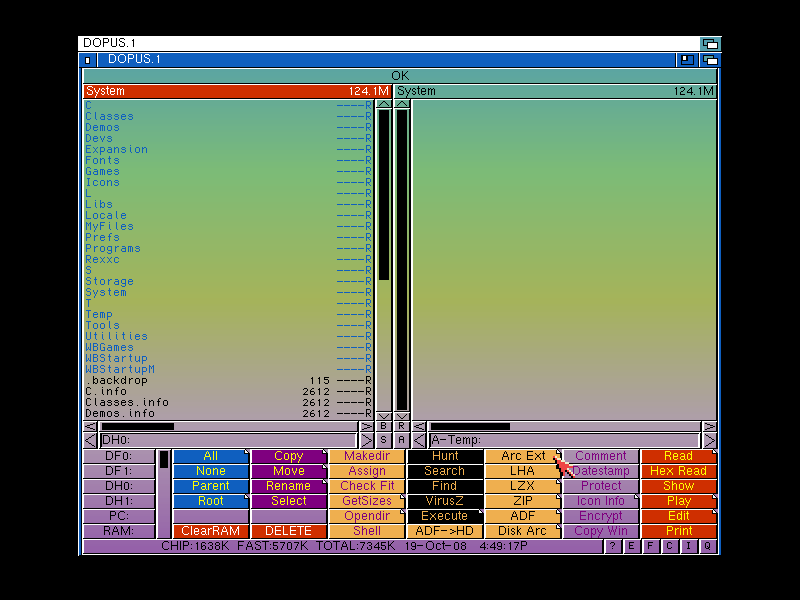 DOPUS.1
DOPUS.1
OK
System 124.1M System 124.1M
C ----R
Classes ----R
Demos ----R
Devs ----R
Expansion ----R
Fonts ----R
Games ----R
Icons ----R
L ----R
Libs ----R
Locale ----R
MyFiles ----R
Prefs ----R
Programs ----R
Rexxc ----R
S ----R
Storage ----R
System ----R
T ----R
Temp ----R
Tools ----R
Utilities ----R
WBGames ----R
WBStartup ----R
WBStartupM ----R
.backdrop 115 ----R
C.info 2612 ----R
Classes.info 2612 ----R
Demos.info 2612 ----R
B R
DH0: S A A-Temp:
DF0: All Copy Makedir Hunt Arc Ext Comment Read
DF1: None Move Assign Search LHA Datestamp Hex Read
DH0: Parent Rename Check Fit Find LZX Protect Show
DH1: Root Select GetSizes VirusZ ZIP Icon Info Play
PC: Opendir Execute ADF Encrypt Edit
RAM: ClearRAM DELETE Shell ADF->HD Disk Arc Copy Win Print
CHIP:1638K FAST:5707K TOTAL:7345K 19-Oct-08 4:49:17P ? E F C I Q